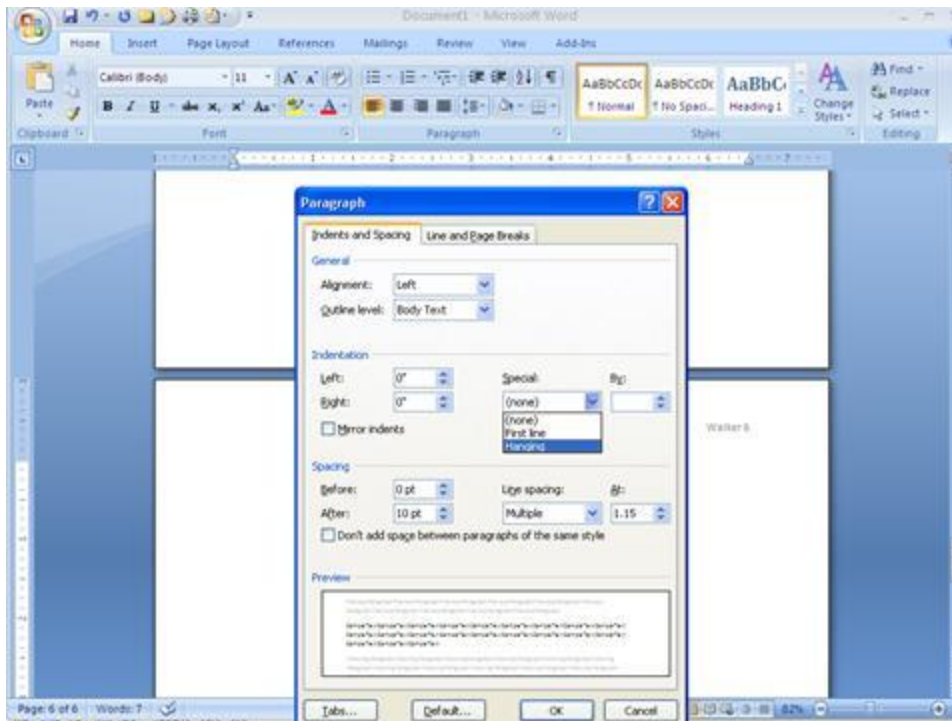 Document1 - Microsoft Word
Home Insert Page Layout References Mailings Review View Add-Ins
Paste
Calibri (Body) 11
AaBbCcDc AaBbCcDc AaBbC
¶ Normal ¶ No Spaci... Heading 1
Change Styles
Find
Replace
Select
Clipboard Font Paragraph Styles Editing
Paragraph
Indents and Spacing Line and Page Breaks
General
Alignment: Left
Outline level: Body Text
Indentation
Left: 0" Special: By:
Right: 0" (none)
(none)
Mirror indents First line
Hanging
Walker 6
Spacing
Before: 0 pt Line spacing: At:
After: 10 pt Multiple 1.15
Don't add space between paragraphs of the same style
Preview
Tabs... Default... OK Cancel
Page: 6 of 6 Words: 7 82%